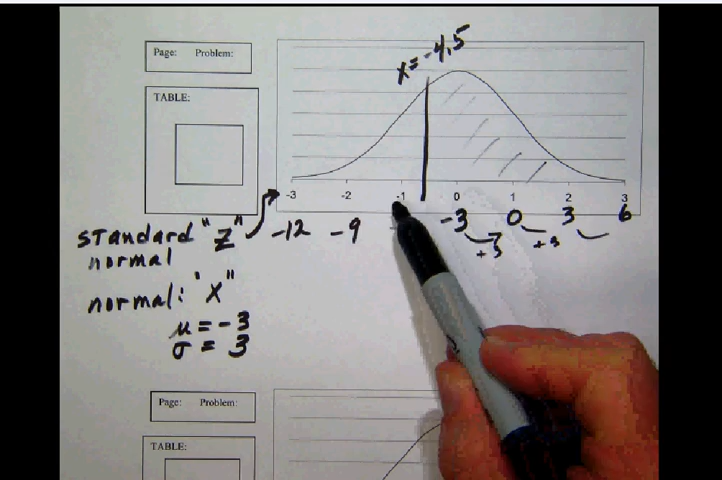 Page: Problem:
x=-4.5
TABLE:
-3 -2 -1 0 1 2 3
-12 -9 -3 0 3 6
+3 +3
standard "Z"
normal
normal: "X"
μ = -3
σ = 3
Page: Problem:
TABLE: